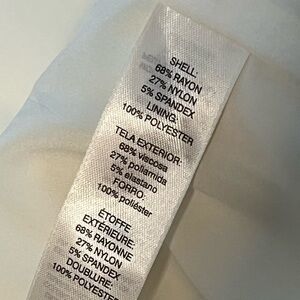 SHELL:
68% RAYON
27% NYLON
5% SPANDEX
LINING:
100% POLYESTER
TELA EXTERIOR:
68% viscosa
27% poliamida
5% elastano
FORRO:
100% poliéster
ÉTOFFE
EXTÉRIEURE:
68% RAYONNE
27% NYLON
5% SPANDEX
DOUBLURE:
100% POLYESTER